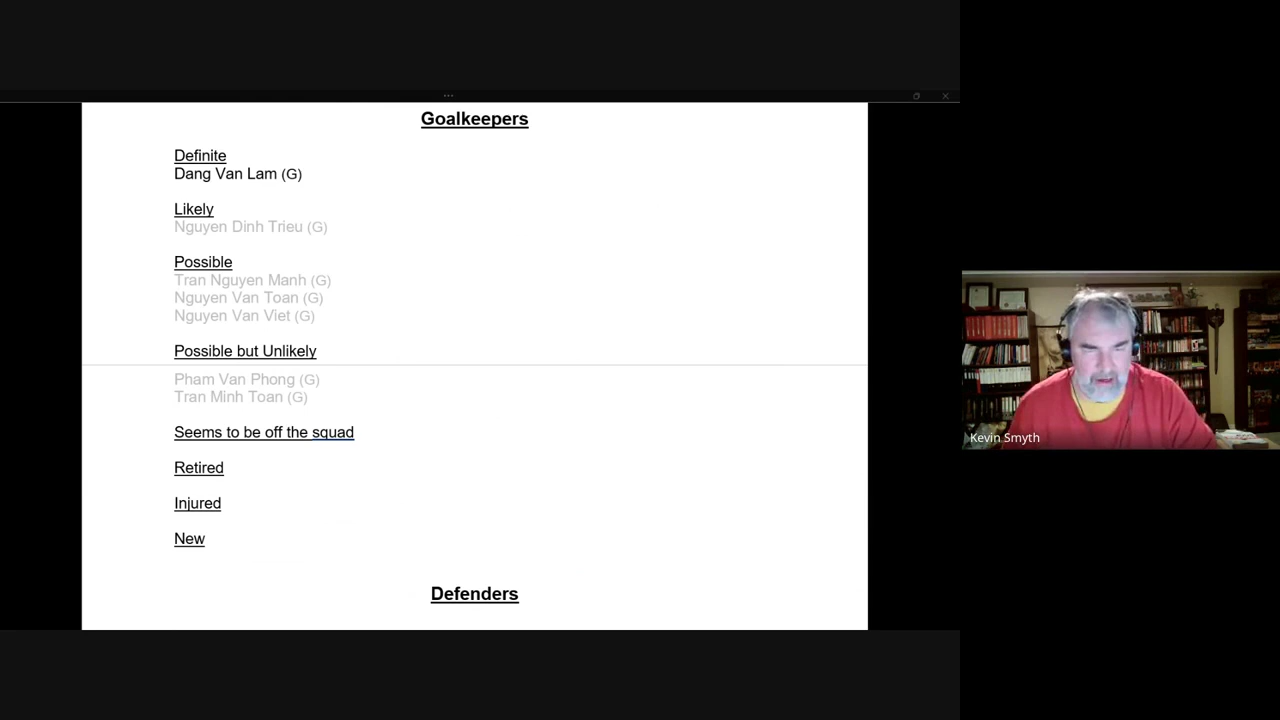 Goalkeepers
Definite
Dang Van Lam (G)
Likely
Nguyen Dinh Trieu (G)
Possible
Tran Nguyen Manh (G)
Nguyen Van Toan (G)
Nguyen Van Viet (G)
Possible but Unlikely
Pham Van Phong (G)
Tran Minh Toan (G)
Seems to be off the squad
Retired
Injured
New
Defenders
Kevin Smyth